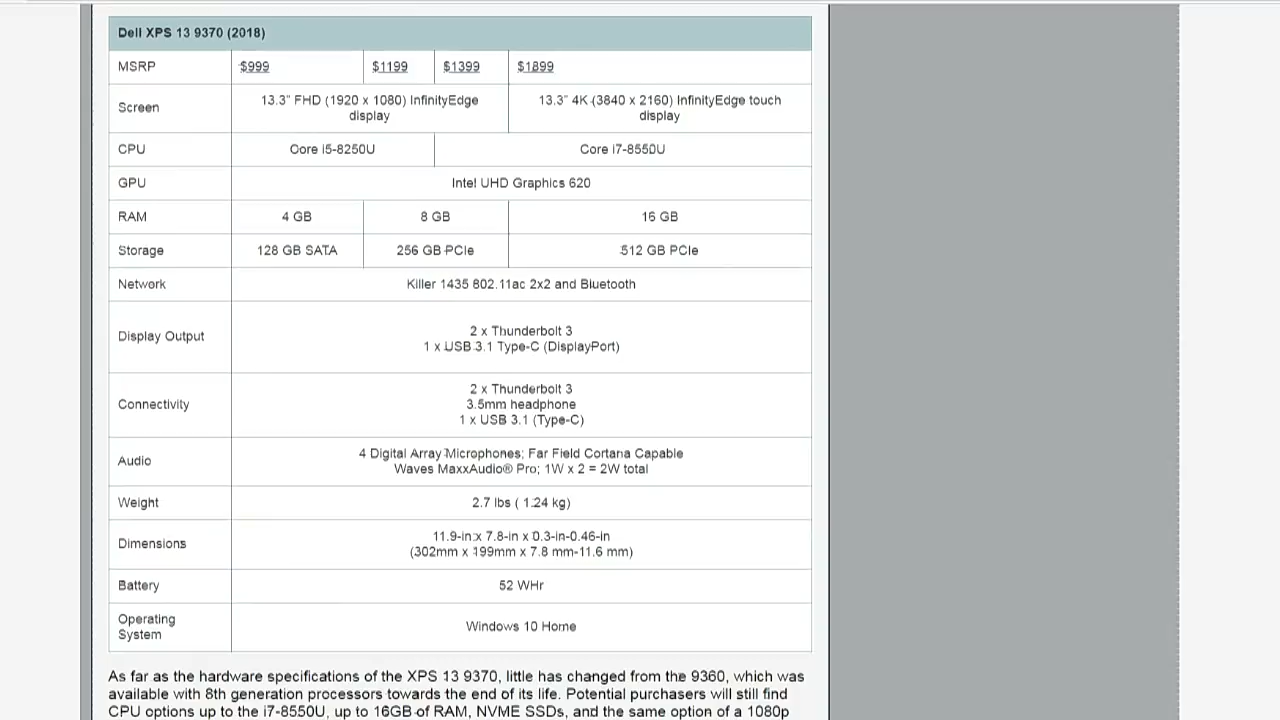 Dell XPS 13 9370 (2018)
MSRP $999 $1199 $1399 $1899
Screen 13.3" FHD (1920 x 1080) InfinityEdge display 13.3" 4K (3840 x 2160) InfinityEdge touch display
CPU Core i5-8250U Core i7-8550U
GPU Intel UHD Graphics 620
RAM 4 GB 8 GB 16 GB
Storage 128 GB SATA 256 GB PCIe 512 GB PCIe
Network Killer 1435 802.11ac 2x2 and Bluetooth
Display Output
2 x Thunderbolt 3
1 x USB 3.1 Type-C (DisplayPort)
Connectivity
2 x Thunderbolt 3
3.5mm headphone
1 x USB 3.1 (Type-C)
Audio
4 Digital Array Microphones; Far Field Cortana Capable
Waves MaxxAudio® Pro; 1W x 2 = 2W total
Weight 2.7 lbs ( 1.24 kg)
Dimensions
11.9-in x 7.8-in x 0.3-in-0.46-in
(302mm x 199mm x 7.8 mm-11.6 mm)
Battery 52 WHr
Operating System Windows 10 Home
As far as the hardware specifications of the XPS 13 9370, little has changed from the 9360, which was
available with 8th generation processors towards the end of its life. Potential purchasers will still find
CPU options up to the i7-8550U, up to 16GB of RAM, NVME SSDs, and the same option of a 1080p